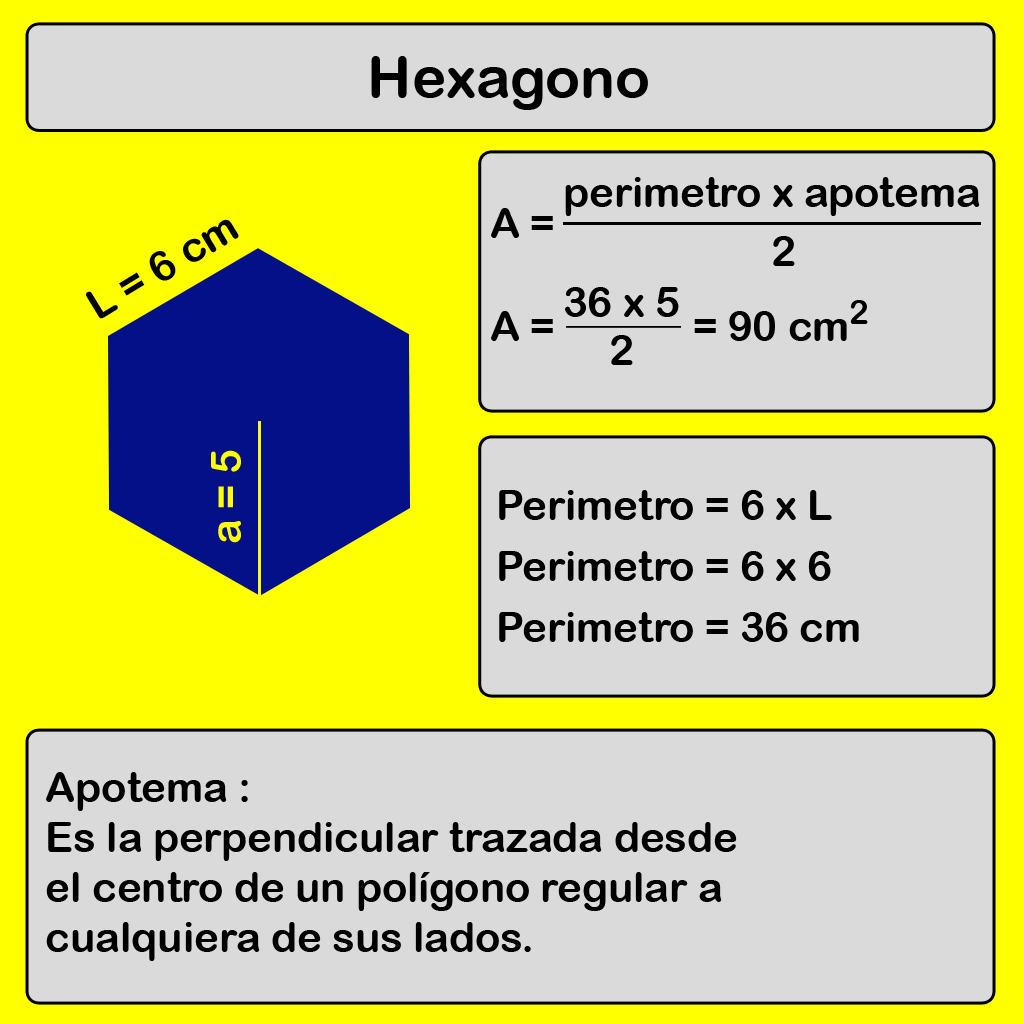 Hexagono
L = 6 cm
a = 5
A = perimetro x apotema
2
A = 36 x 5 = 90 cm²
2
Perimetro = 6 x L
Perimetro = 6 x 6
Perimetro = 36 cm
Apotema :
Es la perpendicular trazada desde
el centro de un polígono regular a
cualquiera de sus lados.